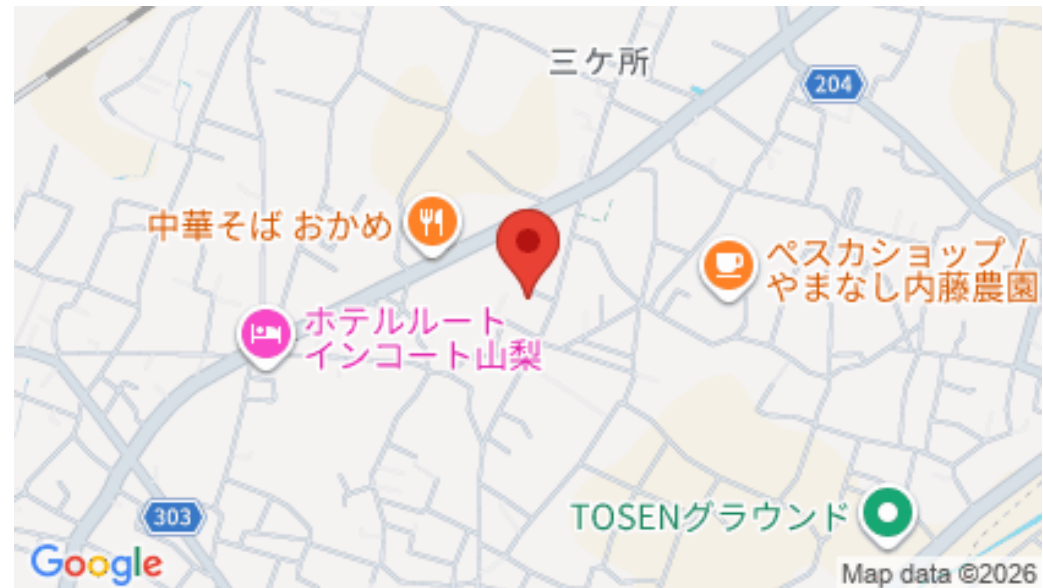 三ケ所
204
中華そば おかめ
ペスカショップ /
やまなし内藤農園
ホテルルート
インコート山梨
303
TOSENグラウンド
Google
Map data ©2026